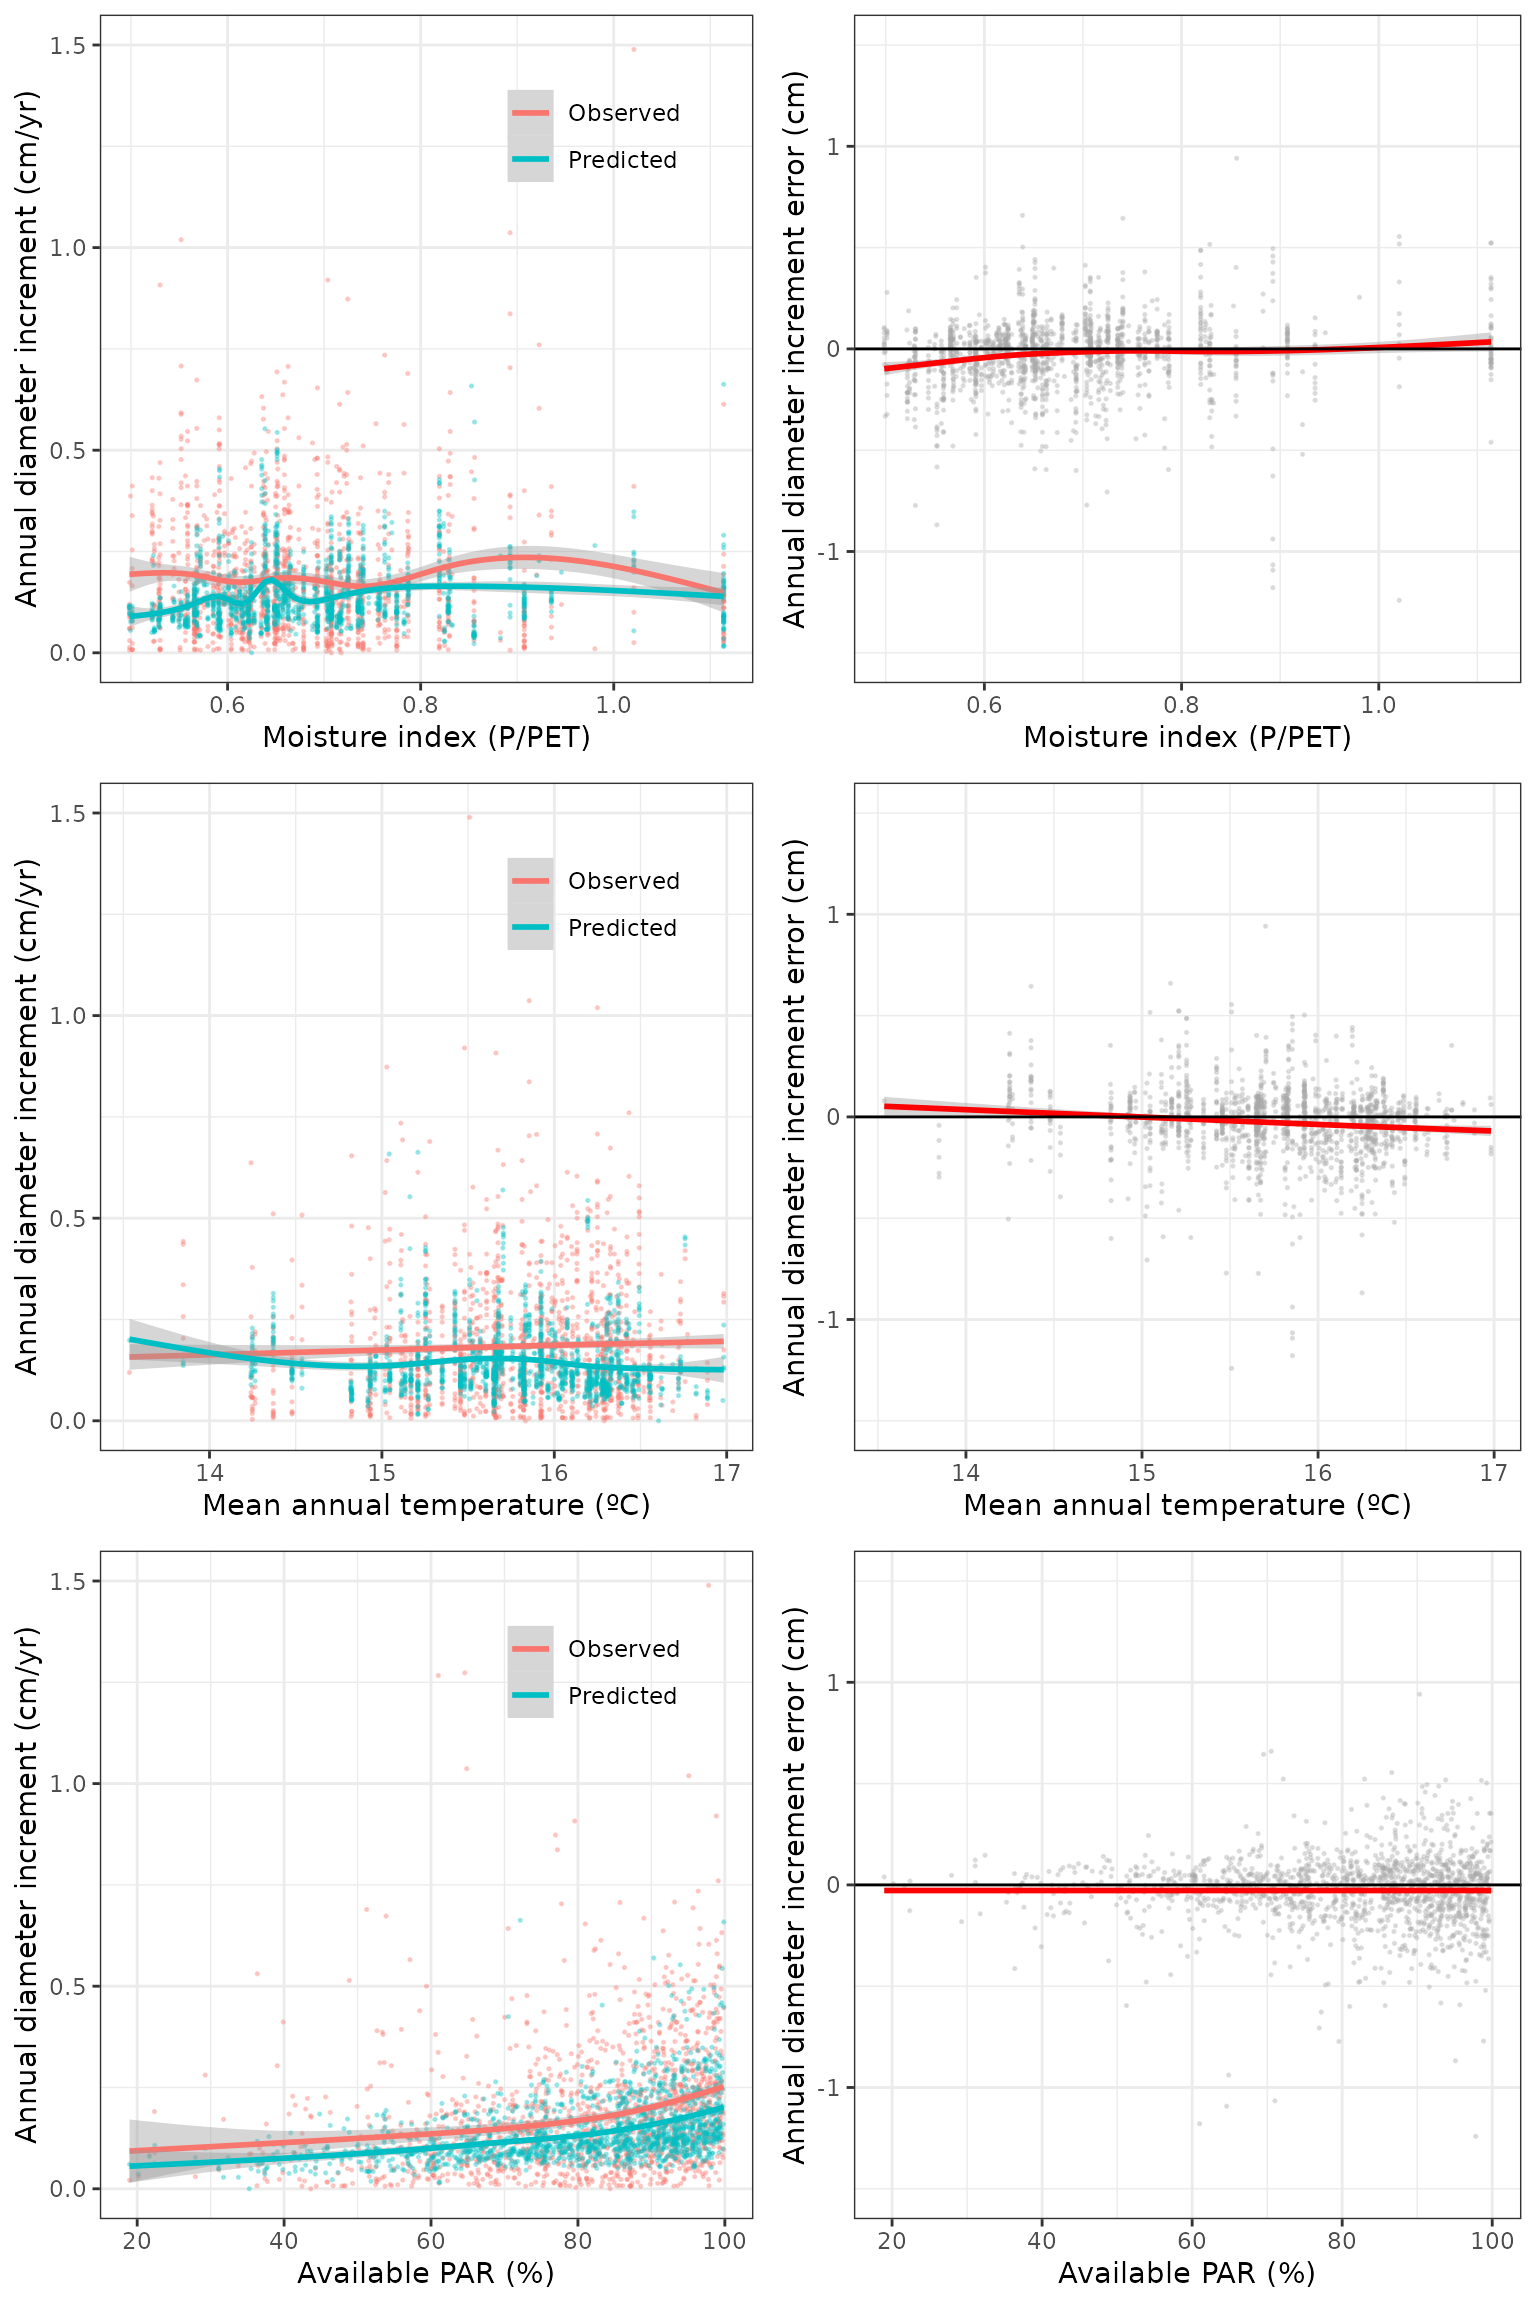 Annual diameter increment (cm/yr)
1.5
1.0
0.5
0.0
Observed
Predicted
0.6 0.8 1.0
Moisture index (P/PET)
Annual diameter increment error (cm)
1
0
-1
0.6 0.8 1.0
Moisture index (P/PET)
Annual diameter increment (cm/yr)
1.5
1.0
0.5
0.0
Observed
Predicted
14 15 16 17
Mean annual temperature (ºC)
Annual diameter increment error (cm)
1
0
-1
14 15 16 17
Mean annual temperature (ºC)
Annual diameter increment (cm/yr)
1.5
1.0
0.5
0.0
Observed
Predicted
20 40 60 80 100
Available PAR (%)
Annual diameter increment error (cm)
1
0
-1
20 40 60 80 100
Available PAR (%)